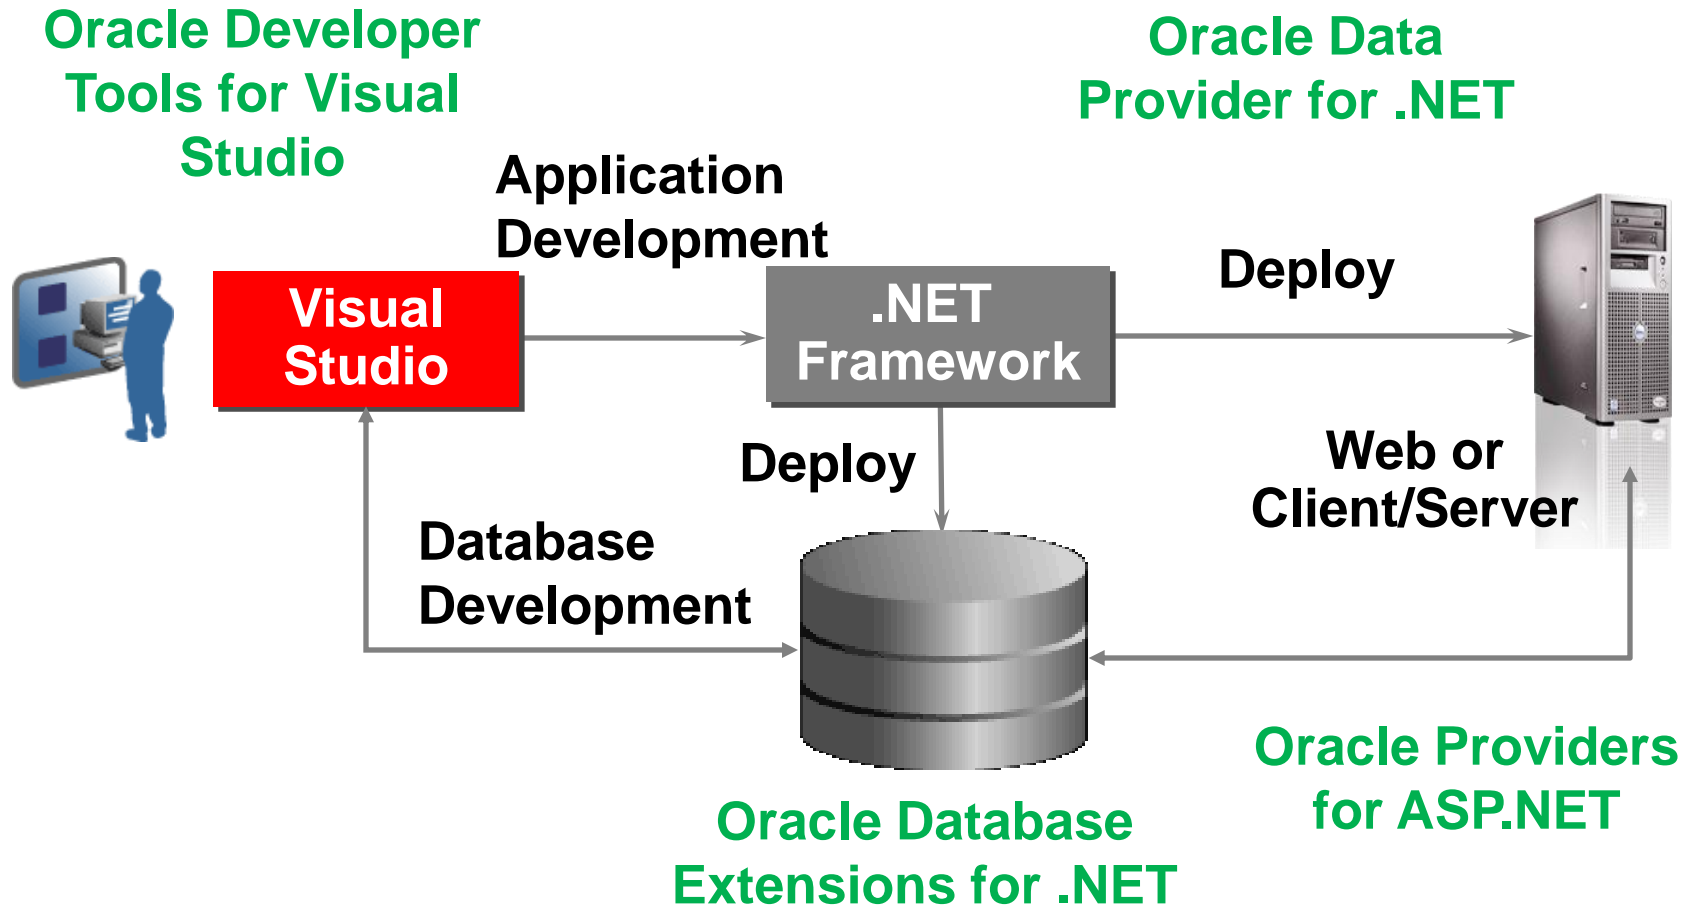 Oracle Developer
Tools for Visual
Studio
Oracle Data
Provider for .NET
Application
Development
Deploy
Visual
Studio
.NET
Framework
Deploy
Web or
Client/Server
Database
Development
Oracle Providers
for ASP.NET
Oracle Database
Extensions for .NET